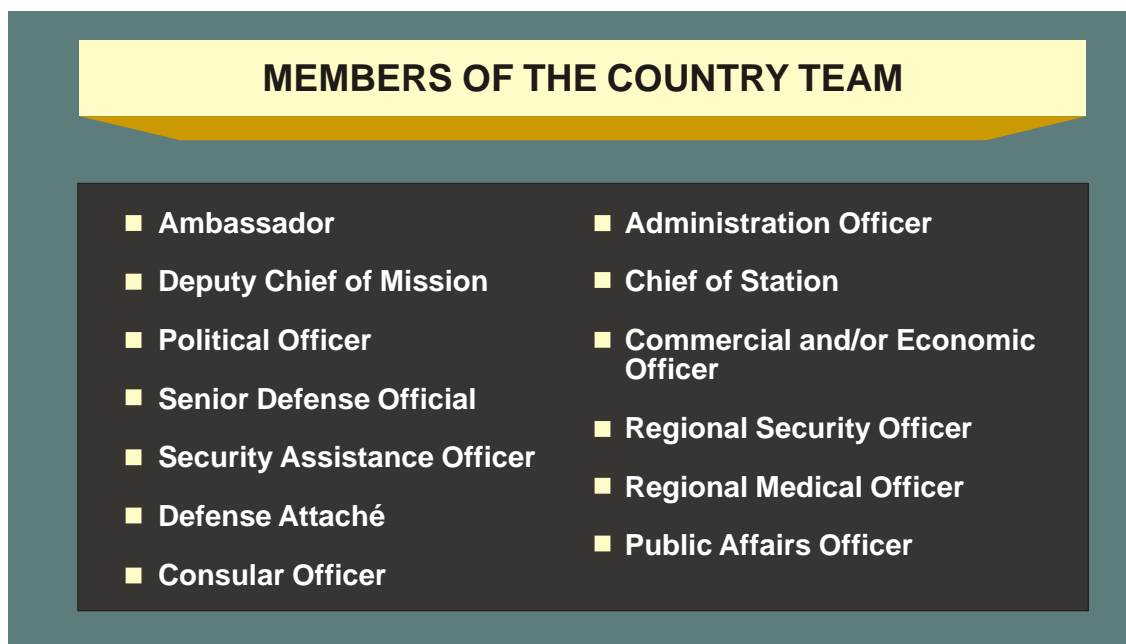 MEMBERS OF THE COUNTRY TEAM
Ambassador
Deputy Chief of Mission
Political Officer
Senior Defense Official
Security Assistance Officer
Defense Attaché
Consular Officer
Administration Officer
Chief of Station
Commercial and/or Economic
Officer
Regional Security Officer
Regional Medical Officer
Public Affairs Officer